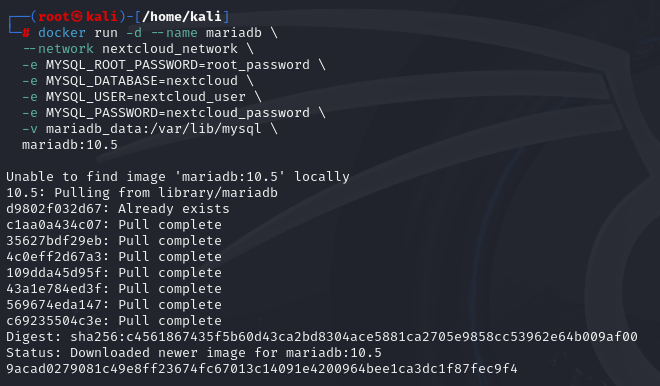 ┌──(root㉿kali)-[/home/kali]
└─# docker run -d --name mariadb \
  --network nextcloud_network \
  -e MYSQL_ROOT_PASSWORD=root_password \
  -e MYSQL_DATABASE=nextcloud \
  -e MYSQL_USER=nextcloud_user \
  -e MYSQL_PASSWORD=nextcloud_password \
  -v mariadb_data:/var/lib/mysql \
  mariadb:10.5
Unable to find image 'mariadb:10.5' locally
10.5: Pulling from library/mariadb
d9802f032d67: Already exists
c1aa0a434c07: Pull complete
35627bdf29eb: Pull complete
4c0eff2d67a3: Pull complete
109dda45d95f: Pull complete
43a1e784ed3f: Pull complete
569674eda147: Pull complete
c69235504c3e: Pull complete
Digest: sha256:c4561867435f5b60d43ca2bd8304ace5881ca2705e9858cc53962e64b009af00
Status: Downloaded newer image for mariadb:10.5
9acad0279081c49e8ff23674fc67013c14091e4200964bee1ca3dc1f87fec9f4